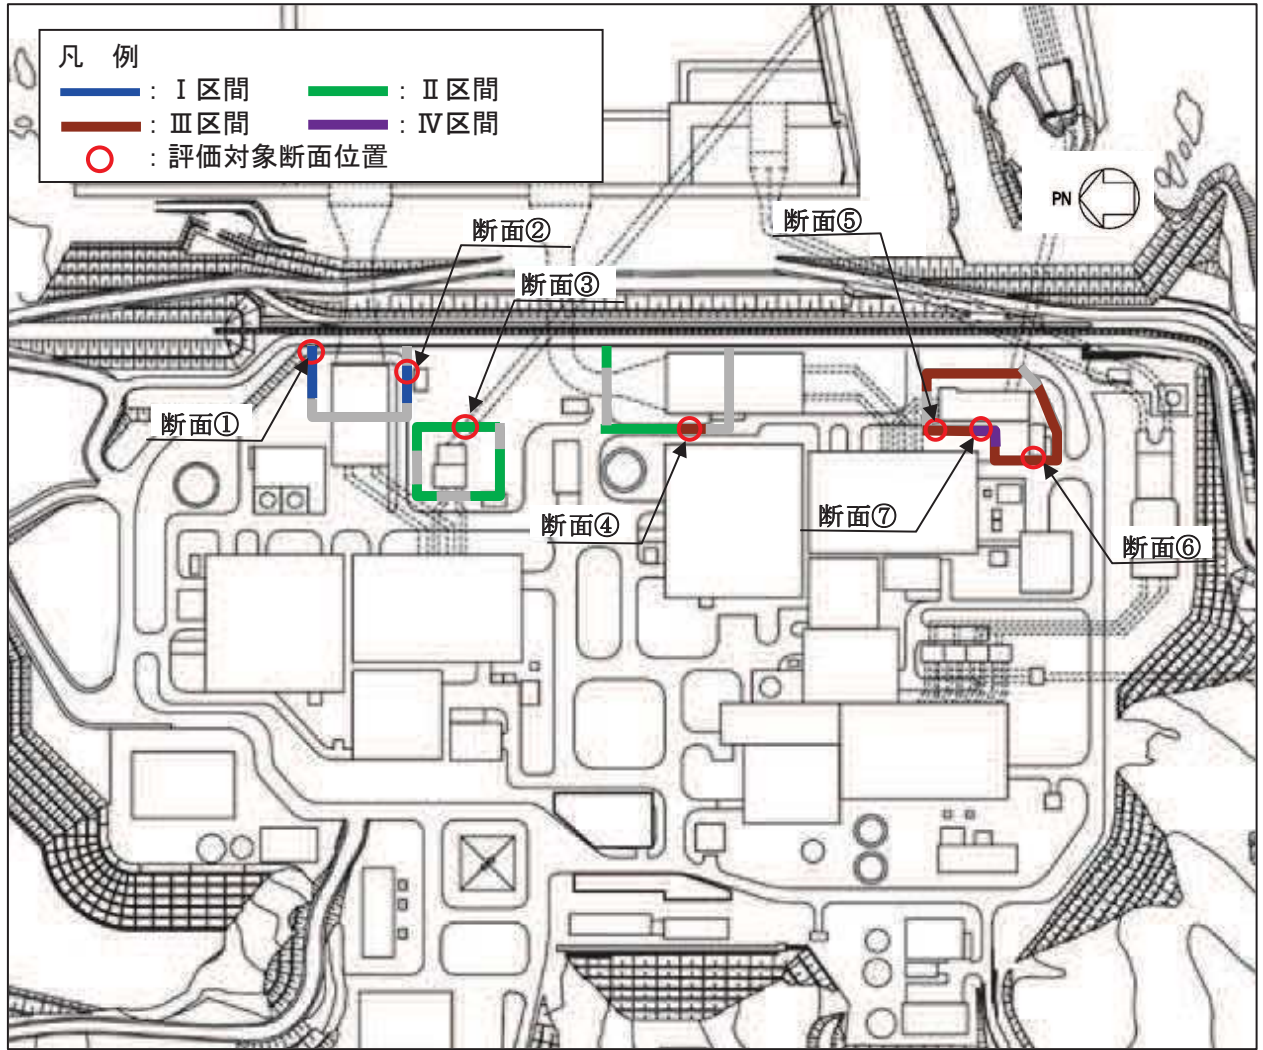 凡　例
： Ⅰ区間
： Ⅱ区間
： Ⅲ区間
： Ⅳ区間
： 評価対象断面位置
PN
断面⑤
断面②
断面③
断面①
断面④
断面⑦
断面⑥